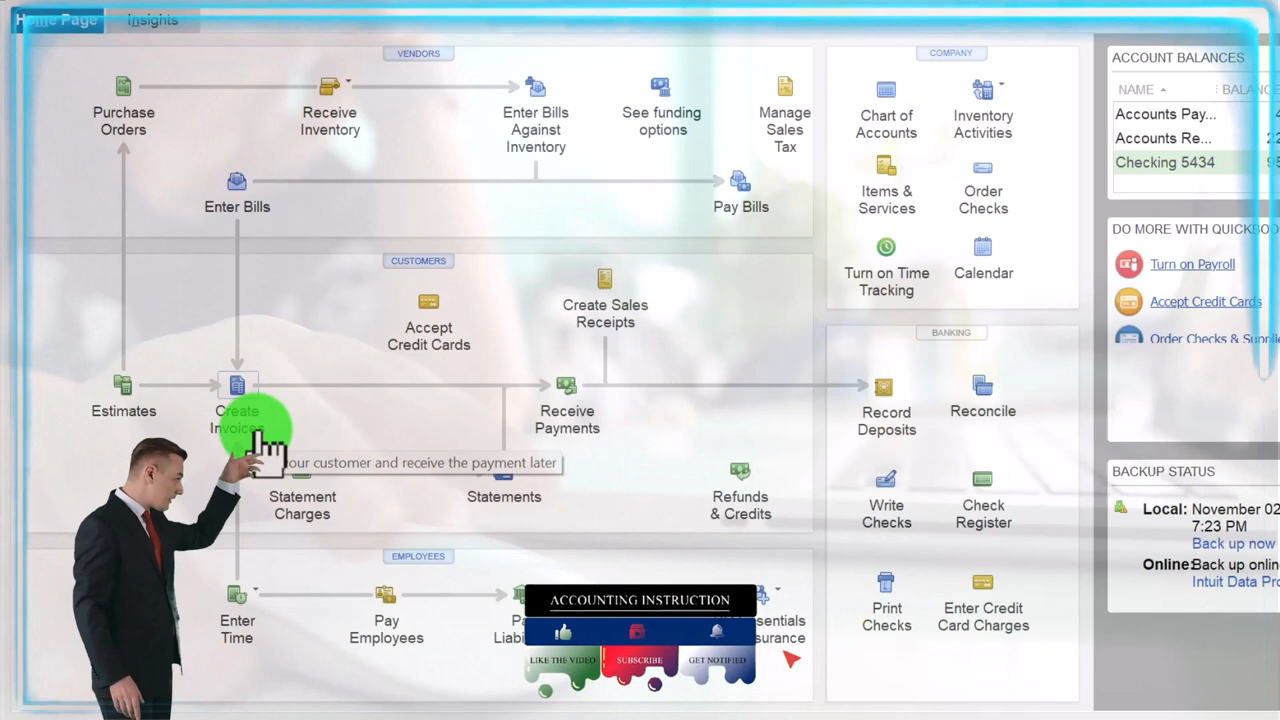 Home Page
Insights
VENDORS
Purchase
Orders
Receive
Inventory
Enter Bills
Against
Inventory
See funding
options
Manage
Sales
Tax
Enter Bills
Pay Bills
CUSTOMERS
Accept
Credit Cards
Create Sales
Receipts
Estimates
Create
Invoices
Receive
Payments
our customer and receive the payment later
Statement
Charges
Statements
Refunds
& Credits
EMPLOYEES
Enter
Time
Pay
Employees
ACCOUNTING INSTRUCTION
LIKE THE VIDEO
SUBSCRIBE
GET NOTIFIED
COMPANY
Chart of
Accounts
Inventory
Activities
Items &
Services
Order
Checks
Turn on Time
Tracking
Calendar
BANKING
Record
Deposits
Reconcile
Write
Checks
Check
Register
Print
Checks
Enter Credit
Card Charges
ACCOUNT BALANCES
NAME
Accounts Pay...
Accounts Re...
Checking 5434
DO MORE WITH
Turn on Payroll
Accept Credit Cards
Order Checks &
BACKUP STATUS
Local: November 02
7:23 PM
Back up now
Online: Back up
Intuit Data